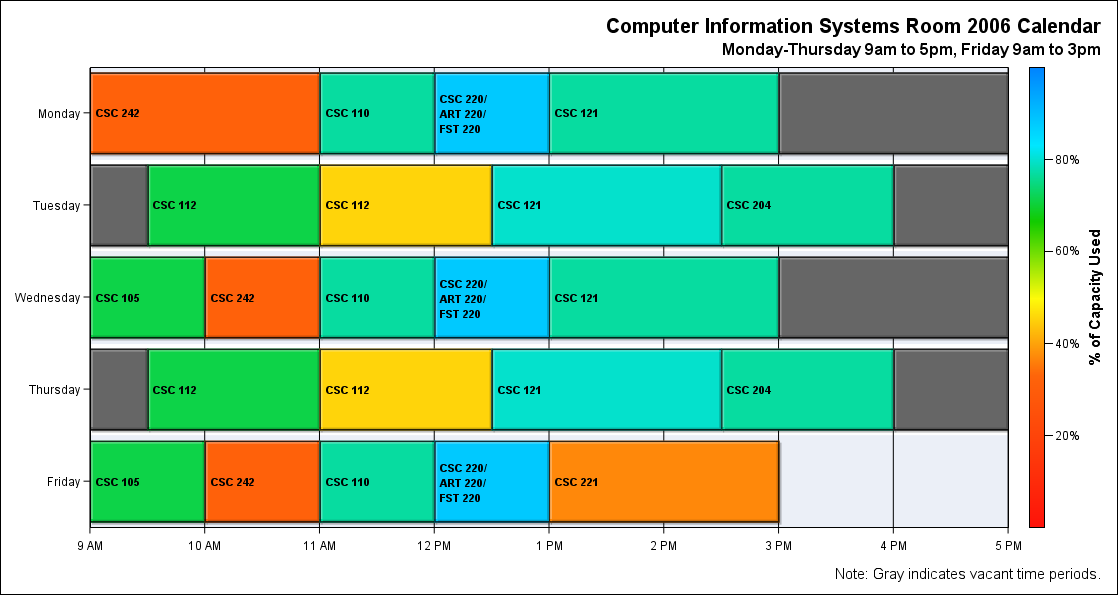 Computer Information Systems Room 2006 Calendar
Monday-Thursday 9am to 5pm, Friday 9am to 3pm
Monday
CSC 242
CSC 110
CSC 220/
ART 220/
FST 220
CSC 121
Tuesday
CSC 112
CSC 112
CSC 121
CSC 204
Wednesday
CSC 105
CSC 242
CSC 110
CSC 220/
ART 220/
FST 220
CSC 121
Thursday
CSC 112
CSC 112
CSC 121
CSC 204
Friday
CSC 105
CSC 242
CSC 110
CSC 220/
ART 220/
FST 220
CSC 221
9 AM
10 AM
11 AM
12 PM
1 PM
2 PM
3 PM
4 PM
5 PM
80%
60%
40%
20%
% of Capacity Used
Note: Gray indicates vacant time periods.